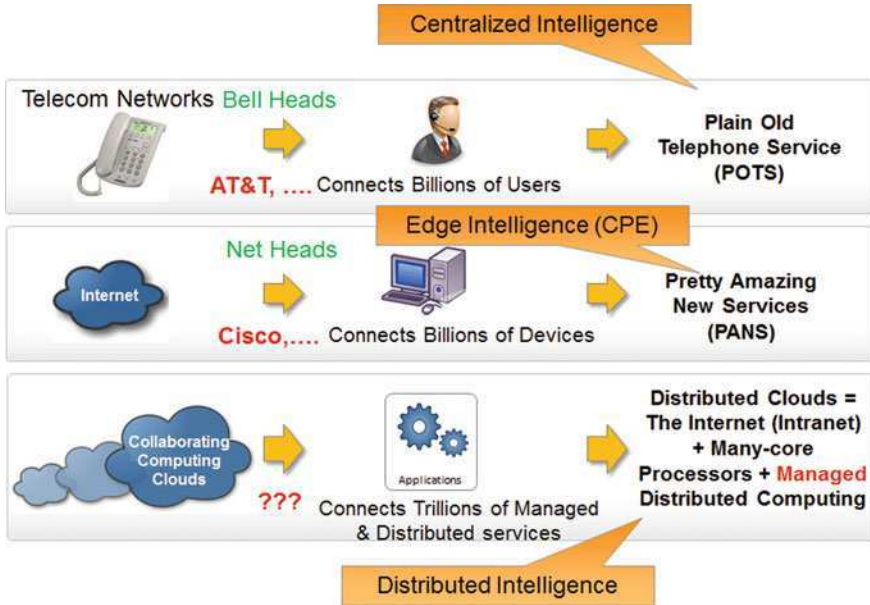 Centralized Intelligence
Telecom Networks
Bell Heads
AT&T, ....
Connects Billions of Users
Plain Old
Telephone Service
(POTS)
Edge Intelligence (CPE)
Internet
Net Heads
Cisco,....
Connects Billions of Devices
Pretty Amazing
New Services
(PANS)
Collaborating
Computing
Clouds
???
Applications
Connects Trillions of Managed
& Distributed services
Distributed Clouds =
The Internet (Intranet)
+ Many-core
Processors + Managed
Distributed Computing
Distributed Intelligence